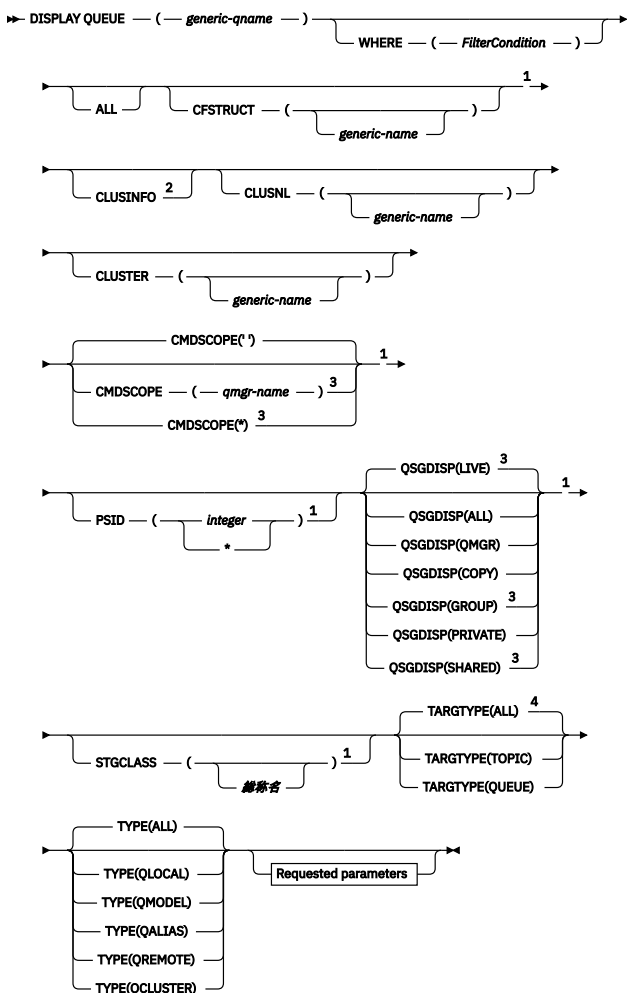 DISPLAY QUEUE — ( — generic-qname — )
WHERE — ( — FilterCondition — )
1
ALL
CFSTRUCT — ( )
generic-name
CLUSINFO 2
CLUSNL — ( )
generic-name
CLUSTER — ( )
generic-name
CMDSCOPE(' ')
1
CMDSCOPE — ( — qmgr-name — ) 3
CMDSCOPE(*) 3
QSGDISP(LIVE) 3
1
PSID — ( integer ) 1
*
QSGDISP(ALL)
QSGDISP(QMGR)
QSGDISP(COPY)
QSGDISP(GROUP) 3
QSGDISP(PRIVATE)
QSGDISP(SHARED) 3
TARGTYPE(ALL) 4
STGCLASS — ( ) 1
総称名
TARGTYPE(TOPIC)
TARGTYPE(QUEUE)
TYPE(ALL)
TYPE(QLOCAL)
Requested parameters
TYPE(QMODEL)
TYPE(QALIAS)
TYPE(QREMOTE)
TYPE(QCLUSTER)